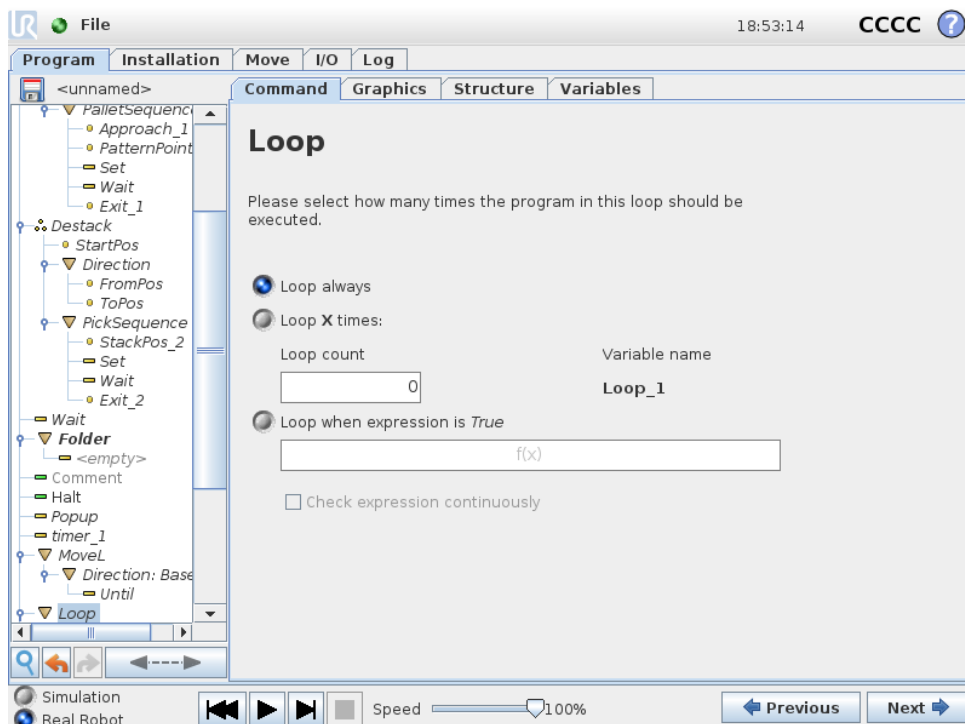 UR File 18:53:14 CCCC ?
Program Installation Move I/O Log
<unnamed> Command Graphics Structure Variables
PalletSequenc
Approach_1
PatternPoint
Set
Wait
Exit_1
Destack
StartPos
Direction
FromPos
ToPos
PickSequence
StackPos_2
Set
Wait
Exit_2
Wait
Folder
<empty>
Comment
Halt
Popup
timer_1
MoveL
Direction: Base
Until
Loop
Loop
Please select how many times the program in this loop should be
executed.
Loop always
Loop X times:
Loop count Variable name
0 Loop_1
Loop when expression is True
f(x)
Check expression continuously
Simulation
Real Robot
Speed 100% Previous Next